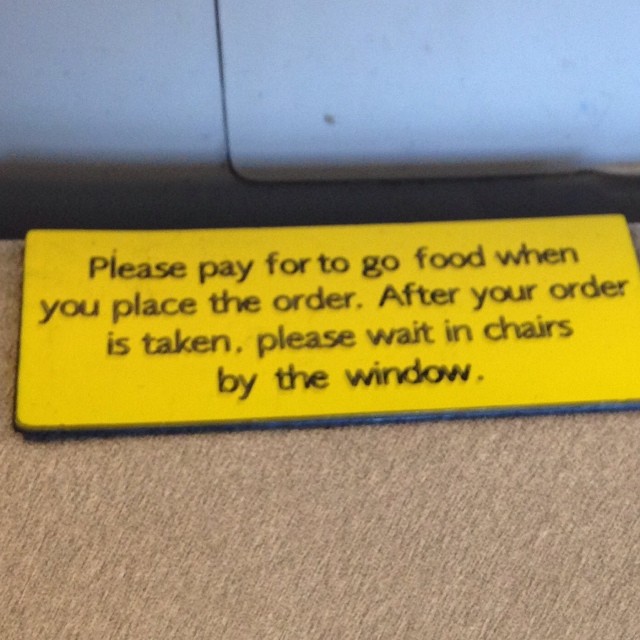 Please pay for to go food when
you place the order. After your order
is taken, please wait in chairs
by the window.